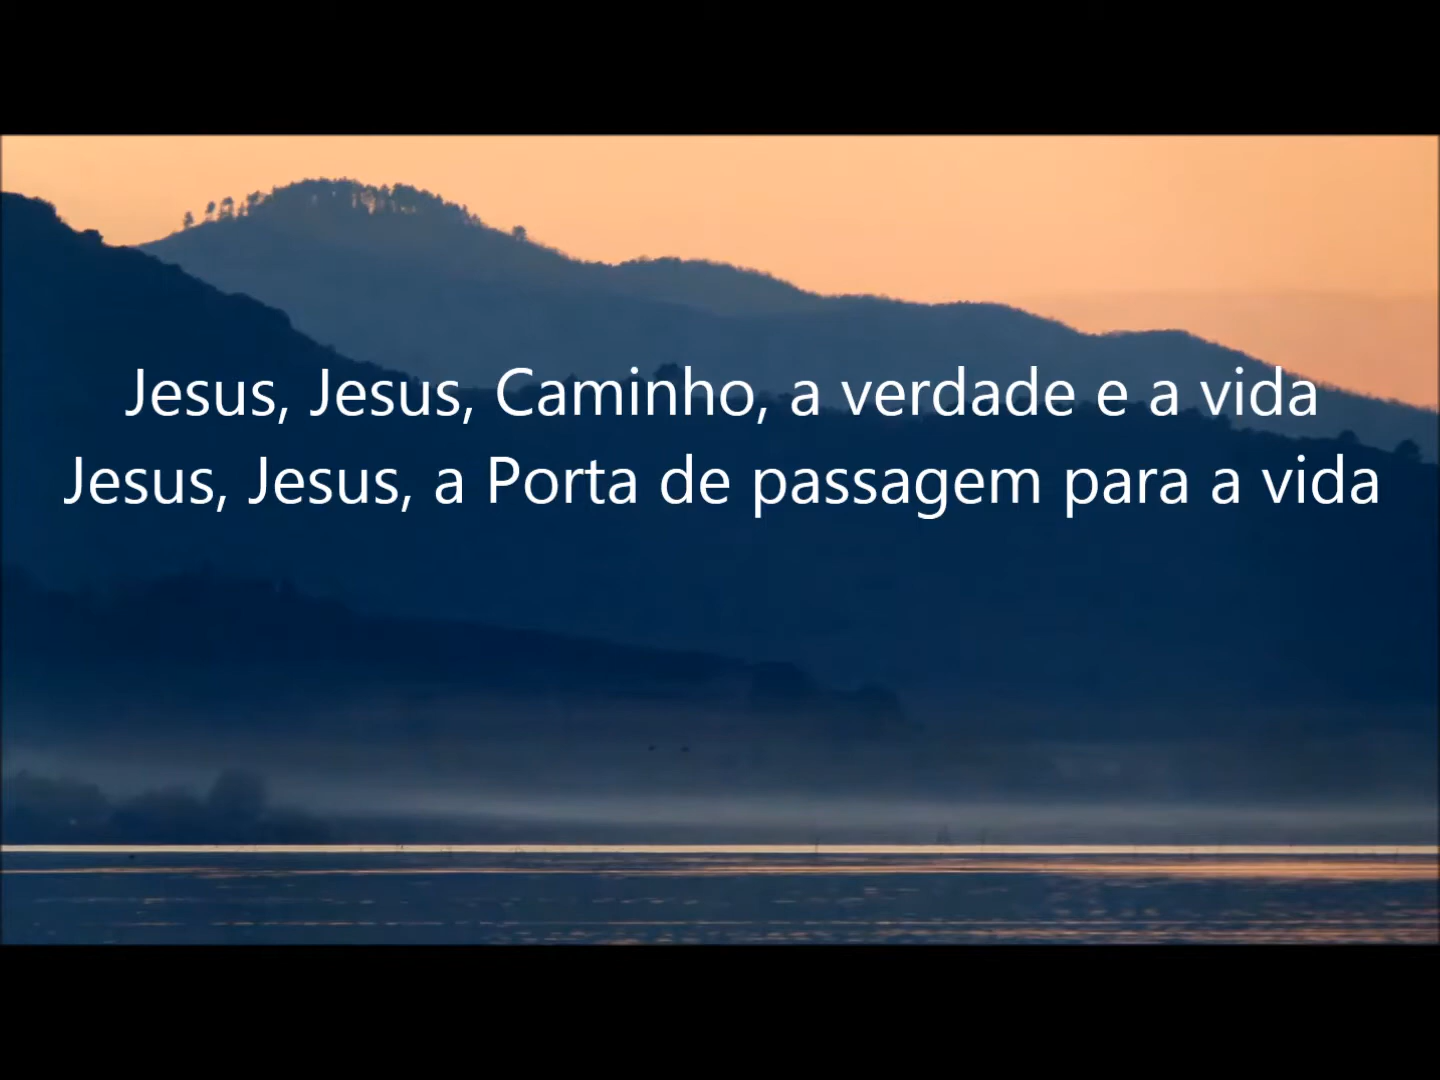 Jesus, Jesus, Caminho, a verdade e a vida
Jesus, Jesus, a Porta de passagem para a vida